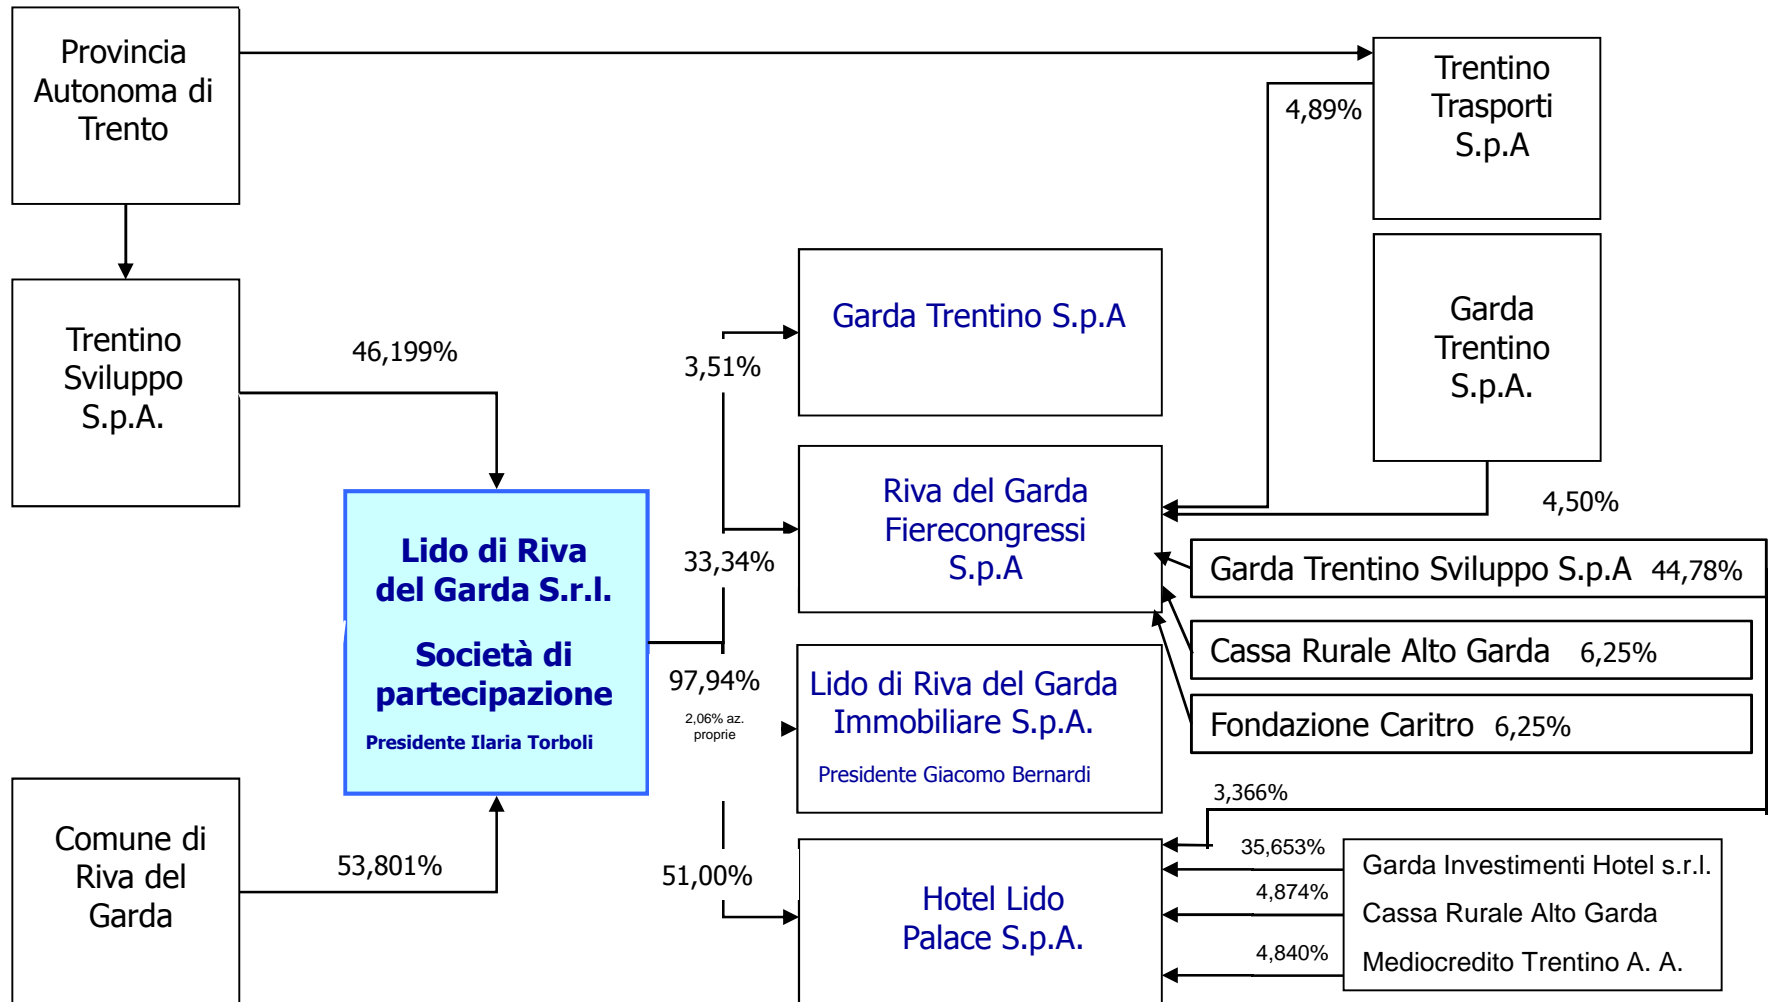 Provincia
Autonoma di
Trento
Trentino
Trasporti
S.p.A
4,89%
Trentino
Sviluppo
S.p.A.
46,199%
Garda Trentino S.p.A
3,51%
Garda
Trentino
S.p.A.
4,50%
Riva del Garda
Fierecongressi
S.p.A
33,34%
Lido di Riva
del Garda S.r.l.
Società di
partecipazione
Presidente Ilaria Torboli
Garda Trentino Sviluppo S.p.A 44,78%
Cassa Rurale Alto Garda 6,25%
Fondazione Caritro 6,25%
97,94%
2,06% az.
proprie
Lido di Riva del Garda
Immobiliare S.p.A.
Presidente Giacomo Bernardi
3,366%
Comune di
Riva del
Garda
53,801%
51,00%
Hotel Lido
Palace S.p.A.
35,653%
Garda Investimenti Hotel s.r.l.
4,874%
Cassa Rurale Alto Garda
4,840%
Mediocredito Trentino A. A.